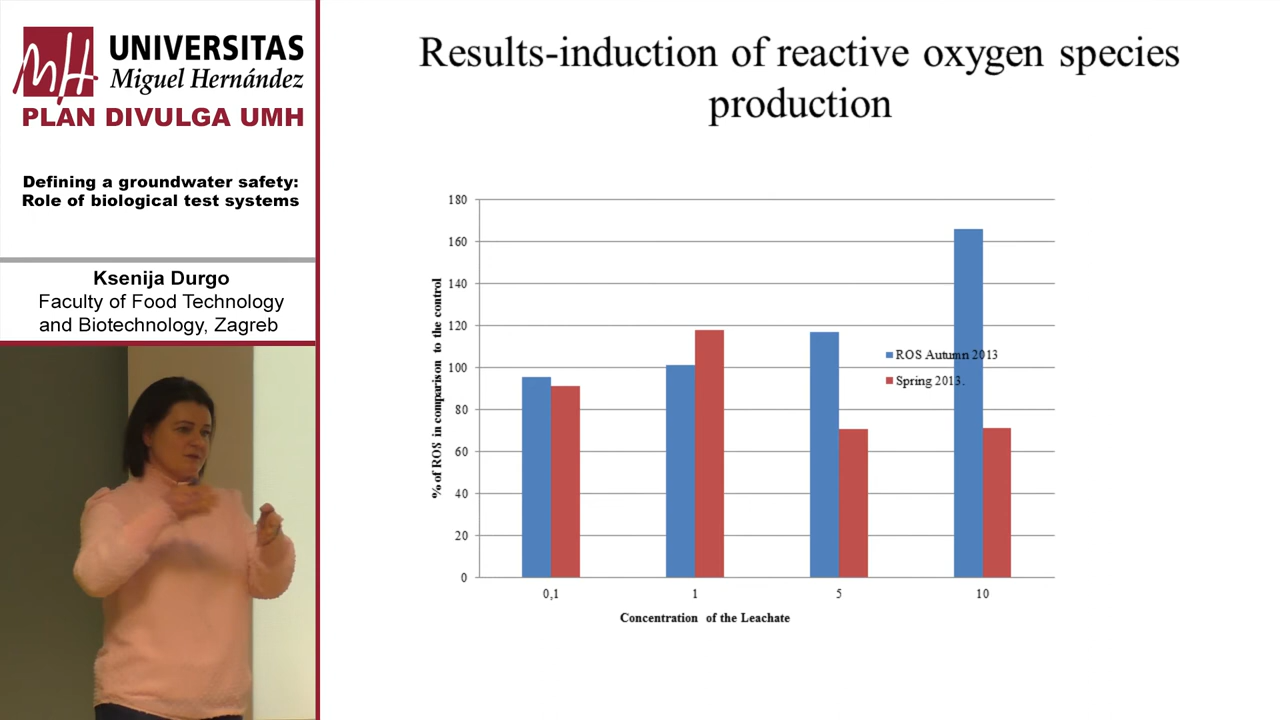 UNIVERSITAS
Miguel Hernández
PLAN DIVULGA UMH
Defining a groundwater safety:
Role of biological test systems
Ksenija Durgo
Faculty of Food Technology
and Biotechnology, Zagreb
Results-induction of reactive oxygen species
production
% of ROS in comparison to the control
180
160
140
120
100
80
60
40
20
0
ROS Autumn 2013
Spring 2013.
0,1
1
5
10
Concentration of the Leachate